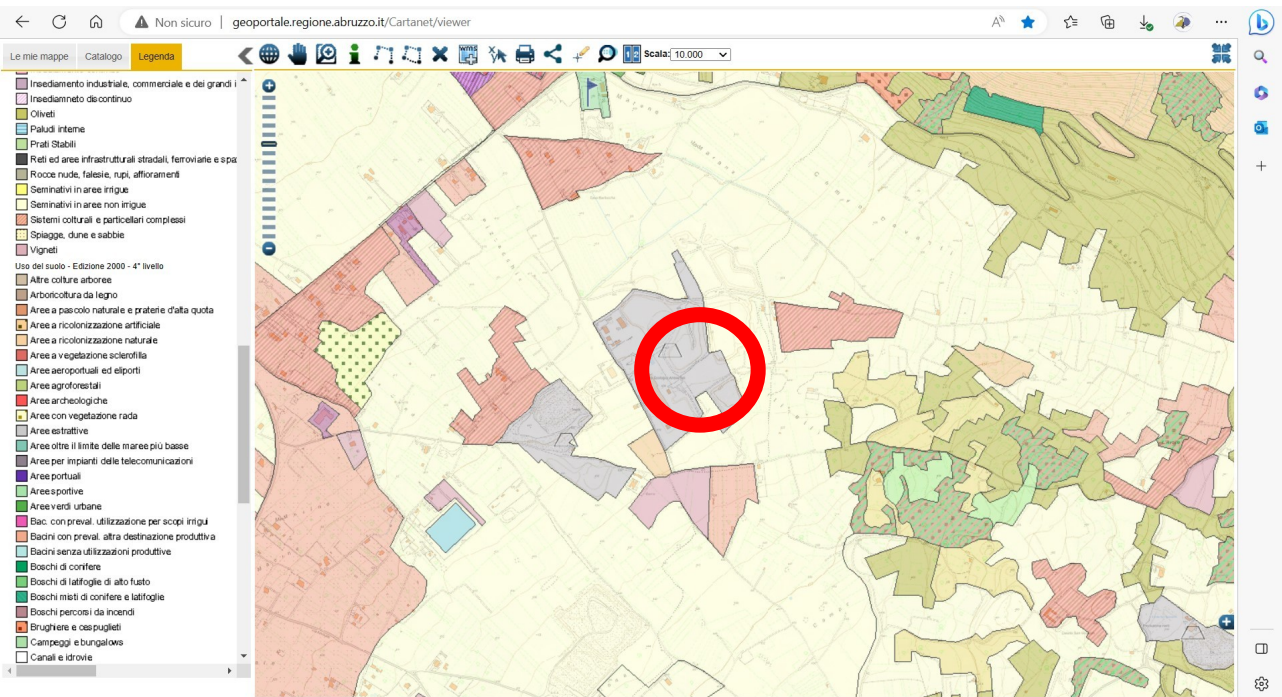 Non sicuro | geoportale.regione.abruzzo.it/Cartanet/viewer
Le mie mappe Catalogo Legenda
Scala: 10.000
Insediamento industriale, commerciale e dei grandi i
Insediamneto discontinuo
Oliveti
Paludi interne
Prati Stabili
Reti ed aree infrastrutturali stradali, ferroviarie e spaz
Rocce nude, falesie, rupi, affioramenti
Seminativi in aree irrigue
Seminativi in aree non irrigue
Sistemi colturali e particellari complessi
Spiagge, dune e sabbie
Vigneti
Uso del suolo - Edizione 2000 - 4° livello
Altre colture arboree
Arboricoltura da legno
Aree a pascolo naturale e praterie d'alta quota
Aree a ricolonizzazione artificiale
Aree a ricolonizzazione naturale
Aree a vegetazione sclerofilla
Aree aeroportuali ed eliporti
Aree agroforestali
Aree archeologiche
Aree con vegetazione rada
Aree estrattive
Aree oltre il limite delle maree più basse
Aree per impianti delle telecomunicazioni
Aree portuali
Aree sportive
Aree verdi urbane
Bac. con preval. utilizzazione per scopi irrigui
Bacini con preval. altra destinazione produttiva
Bacini senza utilizzazioni produttive
Boschi di conifere
Boschi di latifoglie di alto fusto
Boschi misti di conifere e latifoglie
Boschi percorsi da incendi
Brughiere e cespuglieti
Campeggi e bungalows
Canali e idrovie